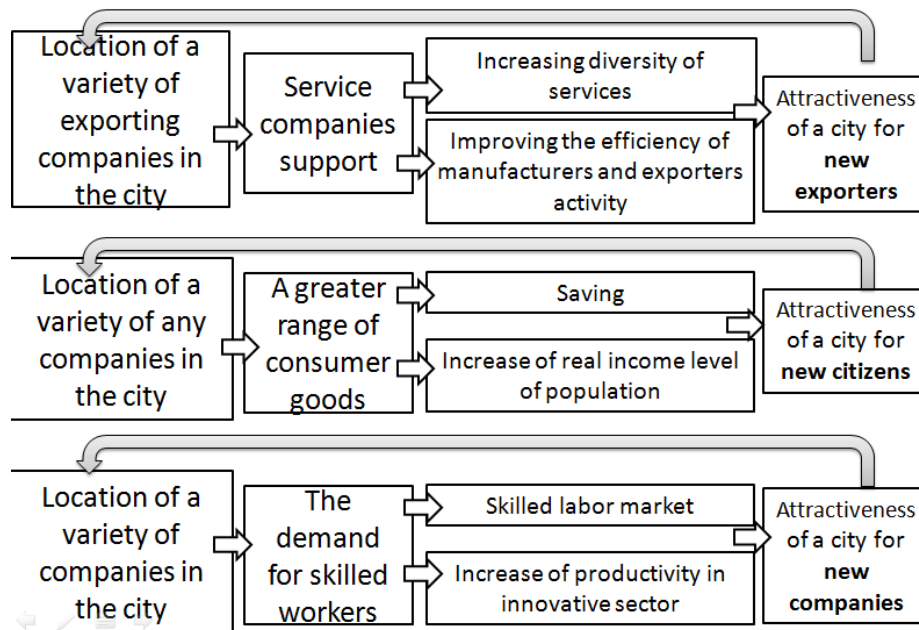 Location of a
variety of
exporting
companies in
the city
Service
companies
support
Increasing diversity of
services
Improving the efficiency of
manufacturers and exporters
activity
Attractiveness
of a city for
new
exporters
Location of a
variety of any
companies in
the city
A greater
range of
consumer
goods
Saving
Increase of real income level
of population
Attractiveness
of a city for
new citizens
Location of a
variety of
companies in
the city
The
demand
for skilled
workers
Skilled labor market
Increase of productivity in
innovative sector
Attractiveness
of a city for
new
companies